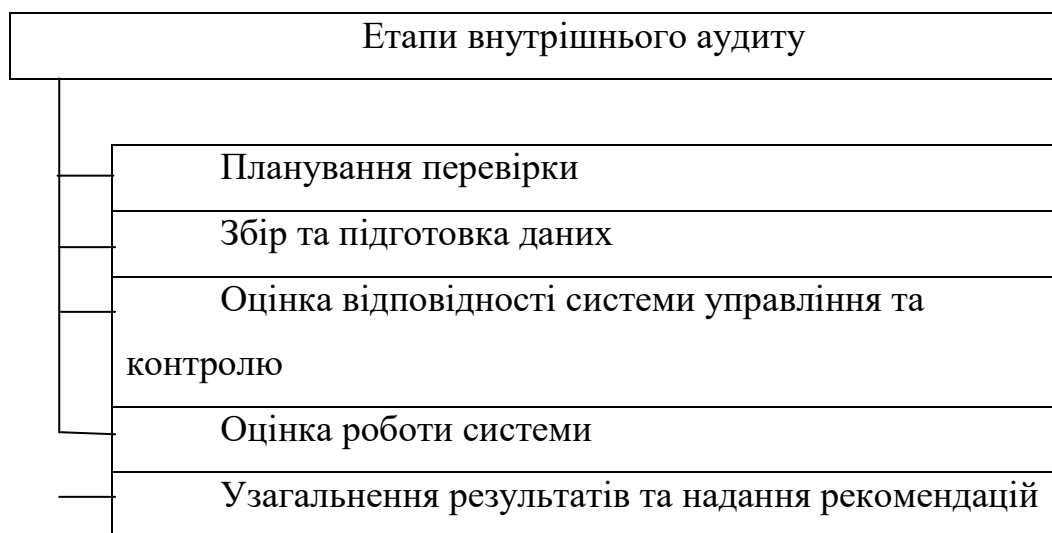 Етапи внутрішнього аудиту
Планування перевірки
Збір та підготовка даних
Оцінка відповідності системи управління та
контролю
Оцінка роботи системи
Узагальнення результатів та надання рекомендацій